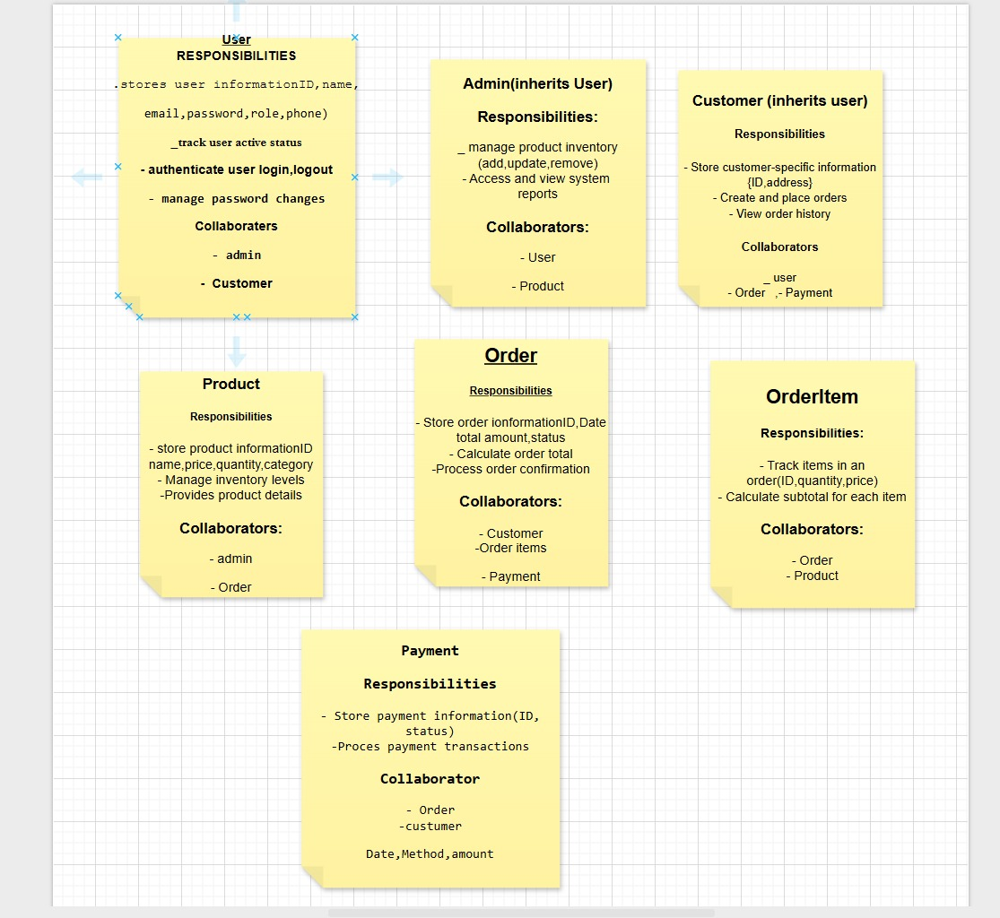 User
RESPONSIBILITIES
.stores user informationID,name,
email,password,role,phone)
_track user active status
- authenticate user login,logout
- manage password changes
Collaboraters
- admin
- Customer
Admin(inherits User)
Responsibilities:
_ manage product inventory
(add,update,remove)
- Access and view system
reports
Collaborators:
- User
- Product
Customer (inherits user)
Responsibilities
- Store customer-specific information
{ID,address}
- Create and place orders
- View order history
Collaborators
_ user
- Order ,- Payment
Product
Responsibilities
- store product informationID
name,price,quantity,category
- Manage inventory levels
-Provides product details
Collaborators:
- admin
- Order
Order
Responsibilities
- Store order ionformationID,Date
total amount,status
- Calculate order total
-Process order confirmation
Collaborators:
- Customer
-Order items
- Payment
OrderItem
Responsibilities:
- Track items in an
order(ID,quantity,price)
- Calculate subtotal for each item
Collaborators:
- Order
- Product
Payment
Responsibilities
- Store payment information(ID,
status)
-Proces payment transactions
Collaborator
- Order
-custumer
Date,Method,amount